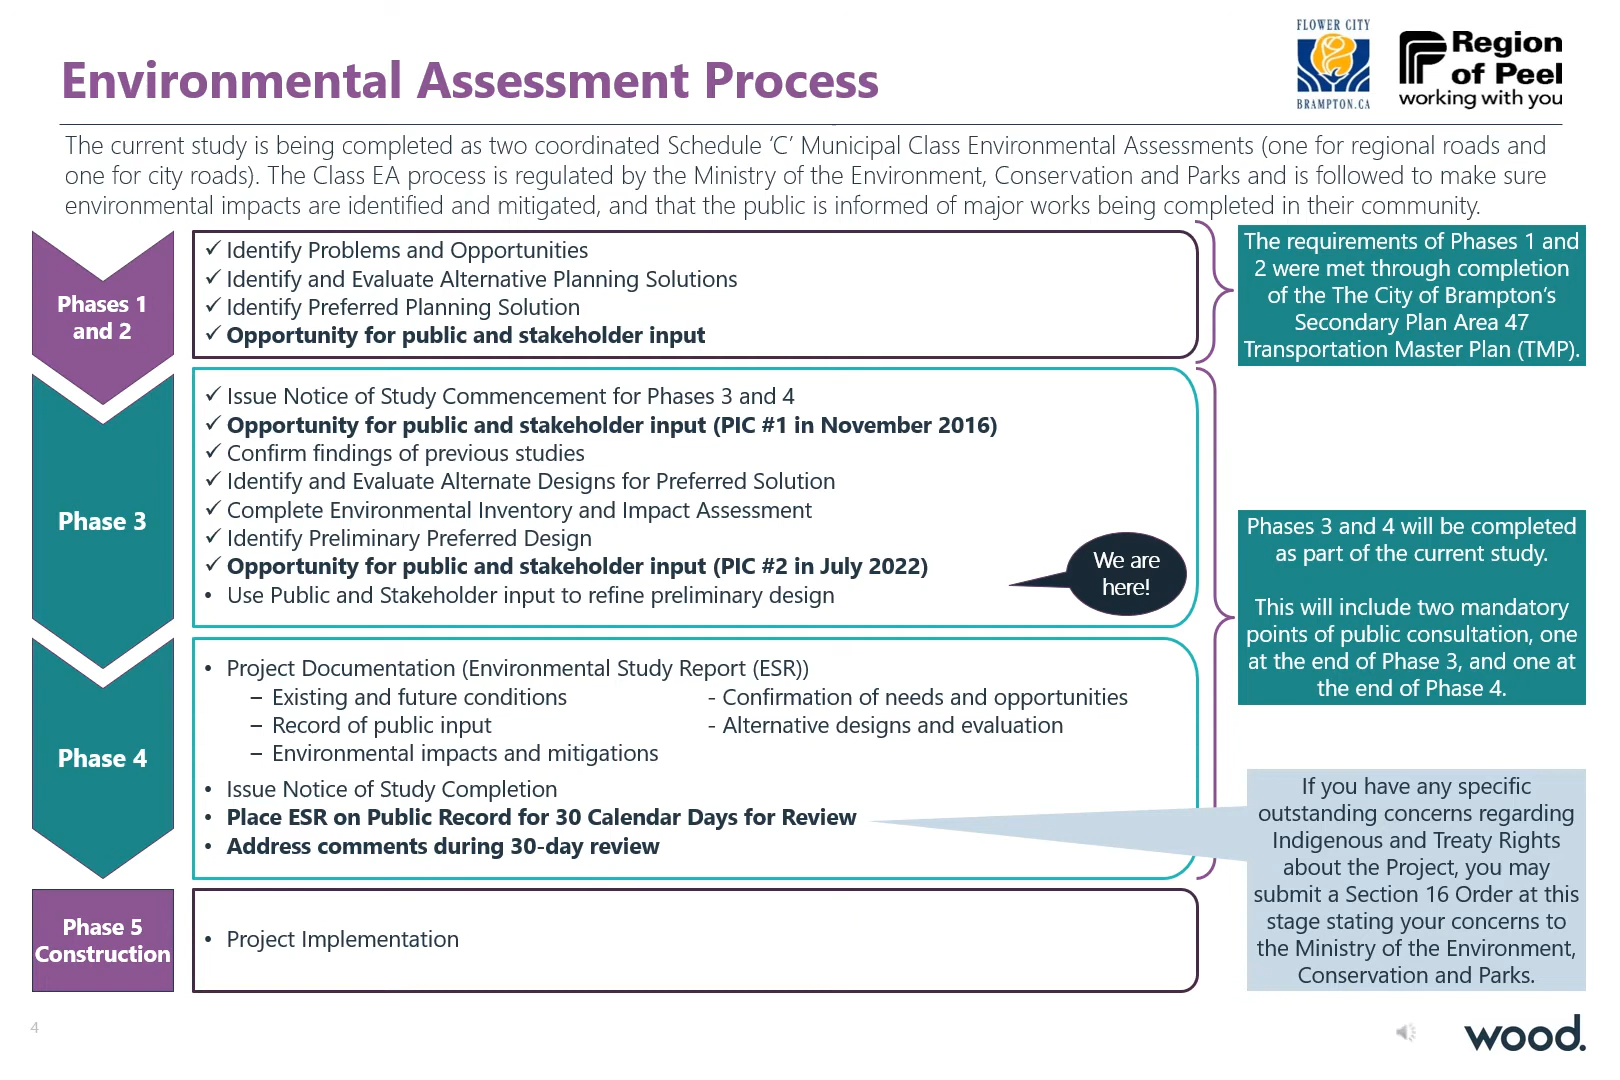 FLOWER CITY
BRAMPTON.CA
Region
of Peel
working with you
Environmental Assessment Process
The current study is being completed as two coordinated Schedule ‘C’ Municipal Class Environmental Assessments (one for regional roads and
one for city roads). The Class EA process is regulated by the Ministry of the Environment, Conservation and Parks and is followed to make sure
environmental impacts are identified and mitigated, and that the public is informed of major works being completed in their community.
Phases 1
and 2
✓ Identify Problems and Opportunities
✓ Identify and Evaluate Alternative Planning Solutions
✓ Identify Preferred Planning Solution
✓ Opportunity for public and stakeholder input
The requirements of Phases 1 and
2 were met through completion
of the The City of Brampton’s
Secondary Plan Area 47
Transportation Master Plan (TMP).
Phase 3
✓ Issue Notice of Study Commencement for Phases 3 and 4
✓ Opportunity for public and stakeholder input (PIC #1 in November 2016)
✓ Confirm findings of previous studies
✓ Identify and Evaluate Alternate Designs for Preferred Solution
✓ Complete Environmental Inventory and Impact Assessment
✓ Identify Preliminary Preferred Design
✓ Opportunity for public and stakeholder input (PIC #2 in July 2022)
• Use Public and Stakeholder input to refine preliminary design
We are
here!
Phases 3 and 4 will be completed
as part of the current study.
This will include two mandatory
points of public consultation, one
at the end of Phase 3, and one at
the end of Phase 4.
Phase 4
• Project Documentation (Environmental Study Report (ESR))
– Existing and future conditions - Confirmation of needs and opportunities
– Record of public input - Alternative designs and evaluation
– Environmental impacts and mitigations
• Issue Notice of Study Completion
• Place ESR on Public Record for 30 Calendar Days for Review
• Address comments during 30-day review
If you have any specific
outstanding concerns regarding
Indigenous and Treaty Rights
about the Project, you may
submit a Section 16 Order at this
stage stating your concerns to
the Ministry of the Environment,
Conservation and Parks.
Phase 5
Construction
• Project Implementation
4
wood.